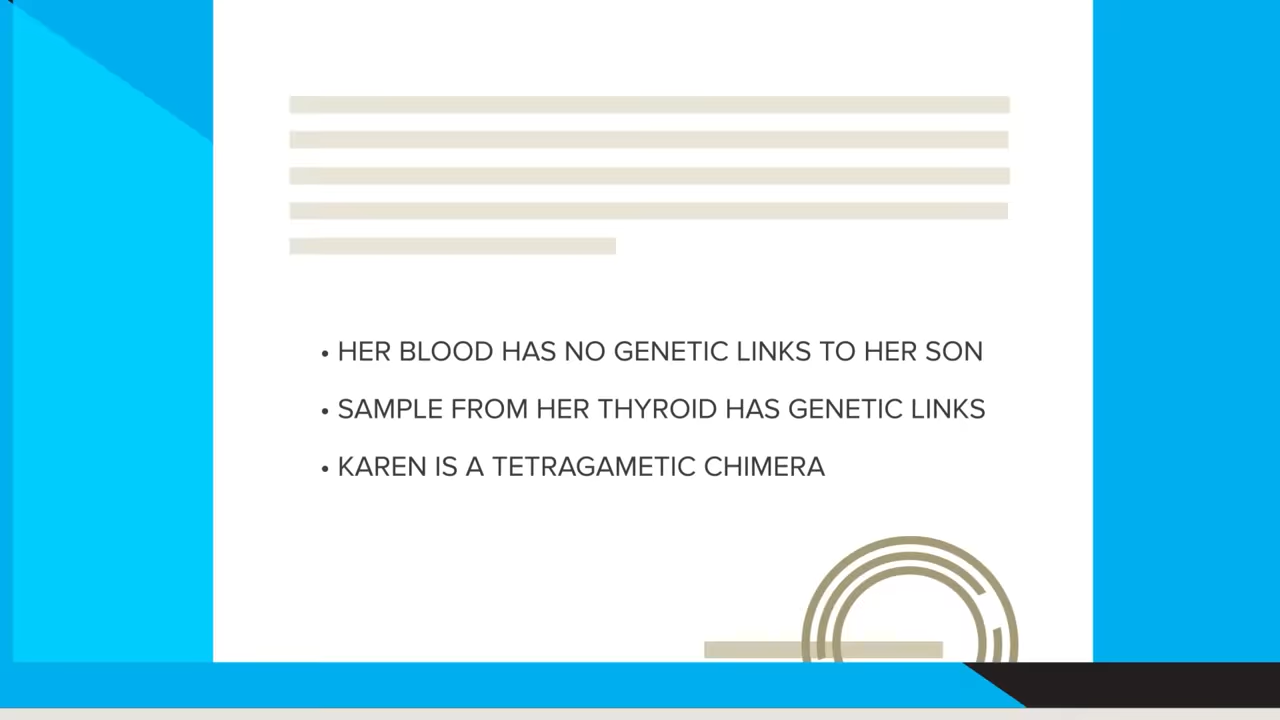 • HER BLOOD HAS NO GENETIC LINKS TO HER SON
• SAMPLE FROM HER THYROID HAS GENETIC LINKS
• KAREN IS A TETRAGAMETIC CHIMERA